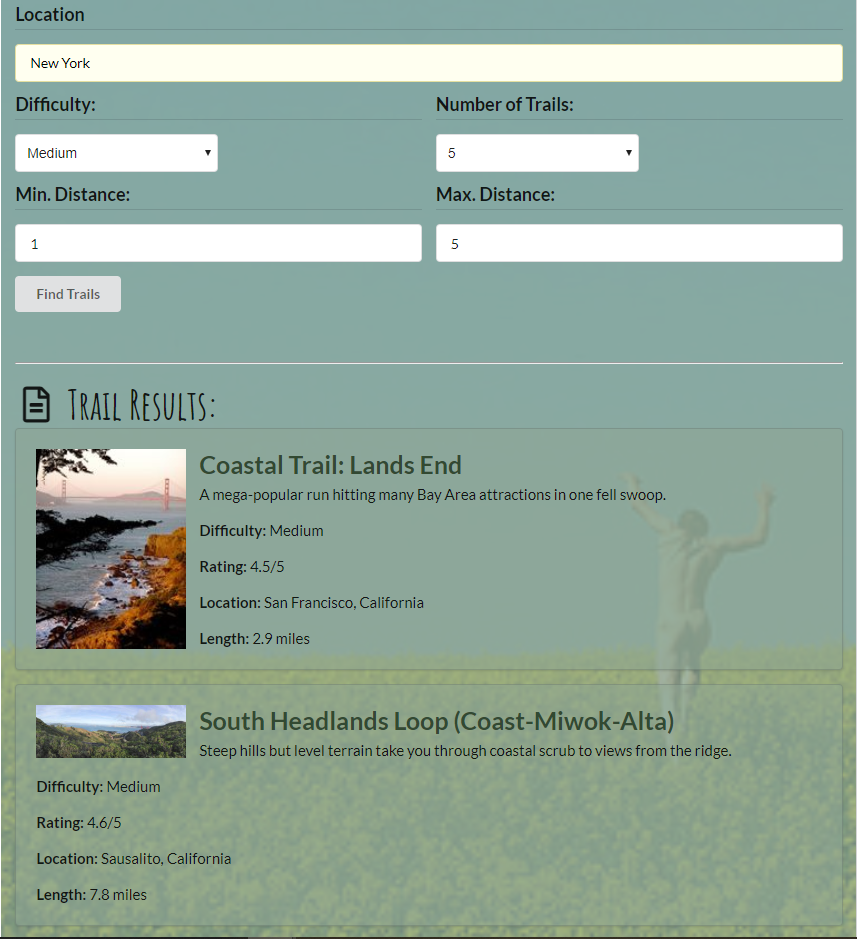 Location
New York
Difficulty:
Number of Trails:
Medium
5
Min. Distance:
Max. Distance:
1
5
Find Trails
Trail Results:
Coastal Trail: Lands End
A mega-popular run hitting many Bay Area attractions in one fell swoop.
Difficulty: Medium
Rating: 4.5/5
Location: San Francisco, California
Length: 2.9 miles
South Headlands Loop (Coast-Miwok-Alta)
Steep hills but level terrain take you through coastal scrub to views from the ridge.
Difficulty: Medium
Rating: 4.6/5
Location: Sausalito, California
Length: 7.8 miles